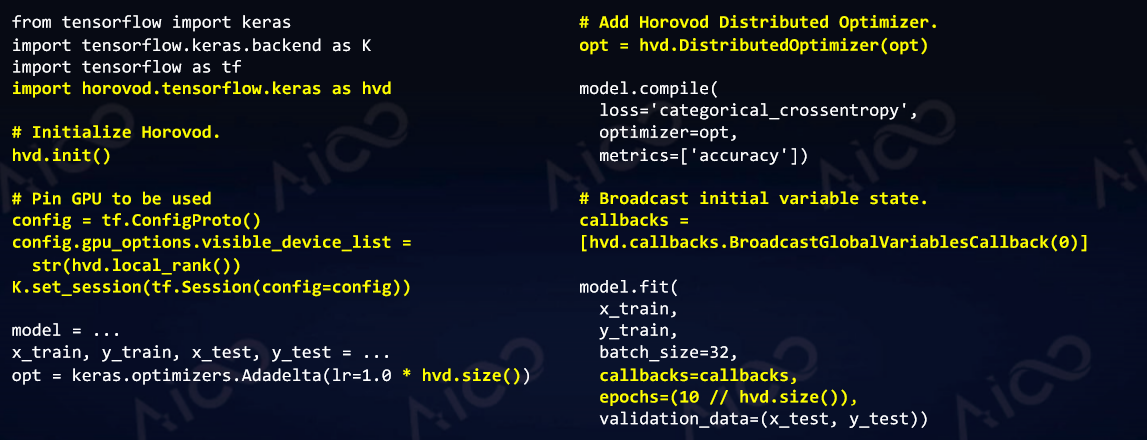 from tensorflow import keras
import tensorflow.keras.backend as K
import tensorflow as tf
import horovod.tensorflow.keras as hvd
# Initialize Horovod.
hvd.init()
# Pin GPU to be used
config = tf.ConfigProto()
config.gpu_options.visible_device_list =
  str(hvd.local_rank())
K.set_session(tf.Session(config=config))
model = ...
x_train, y_train, x_test, y_test = ...
opt = keras.optimizers.Adadelta(lr=1.0 * hvd.size())
# Add Horovod Distributed Optimizer.
opt = hvd.DistributedOptimizer(opt)
model.compile(
  loss='categorical_crossentropy',
  optimizer=opt,
  metrics=['accuracy'])
# Broadcast initial variable state.
callbacks =
[hvd.callbacks.BroadcastGlobalVariablesCallback(0)]
model.fit(
  x_train,
  y_train,
  batch_size=32,
  callbacks=callbacks,
  epochs=(10 // hvd.size()),
  validation_data=(x_test, y_test))